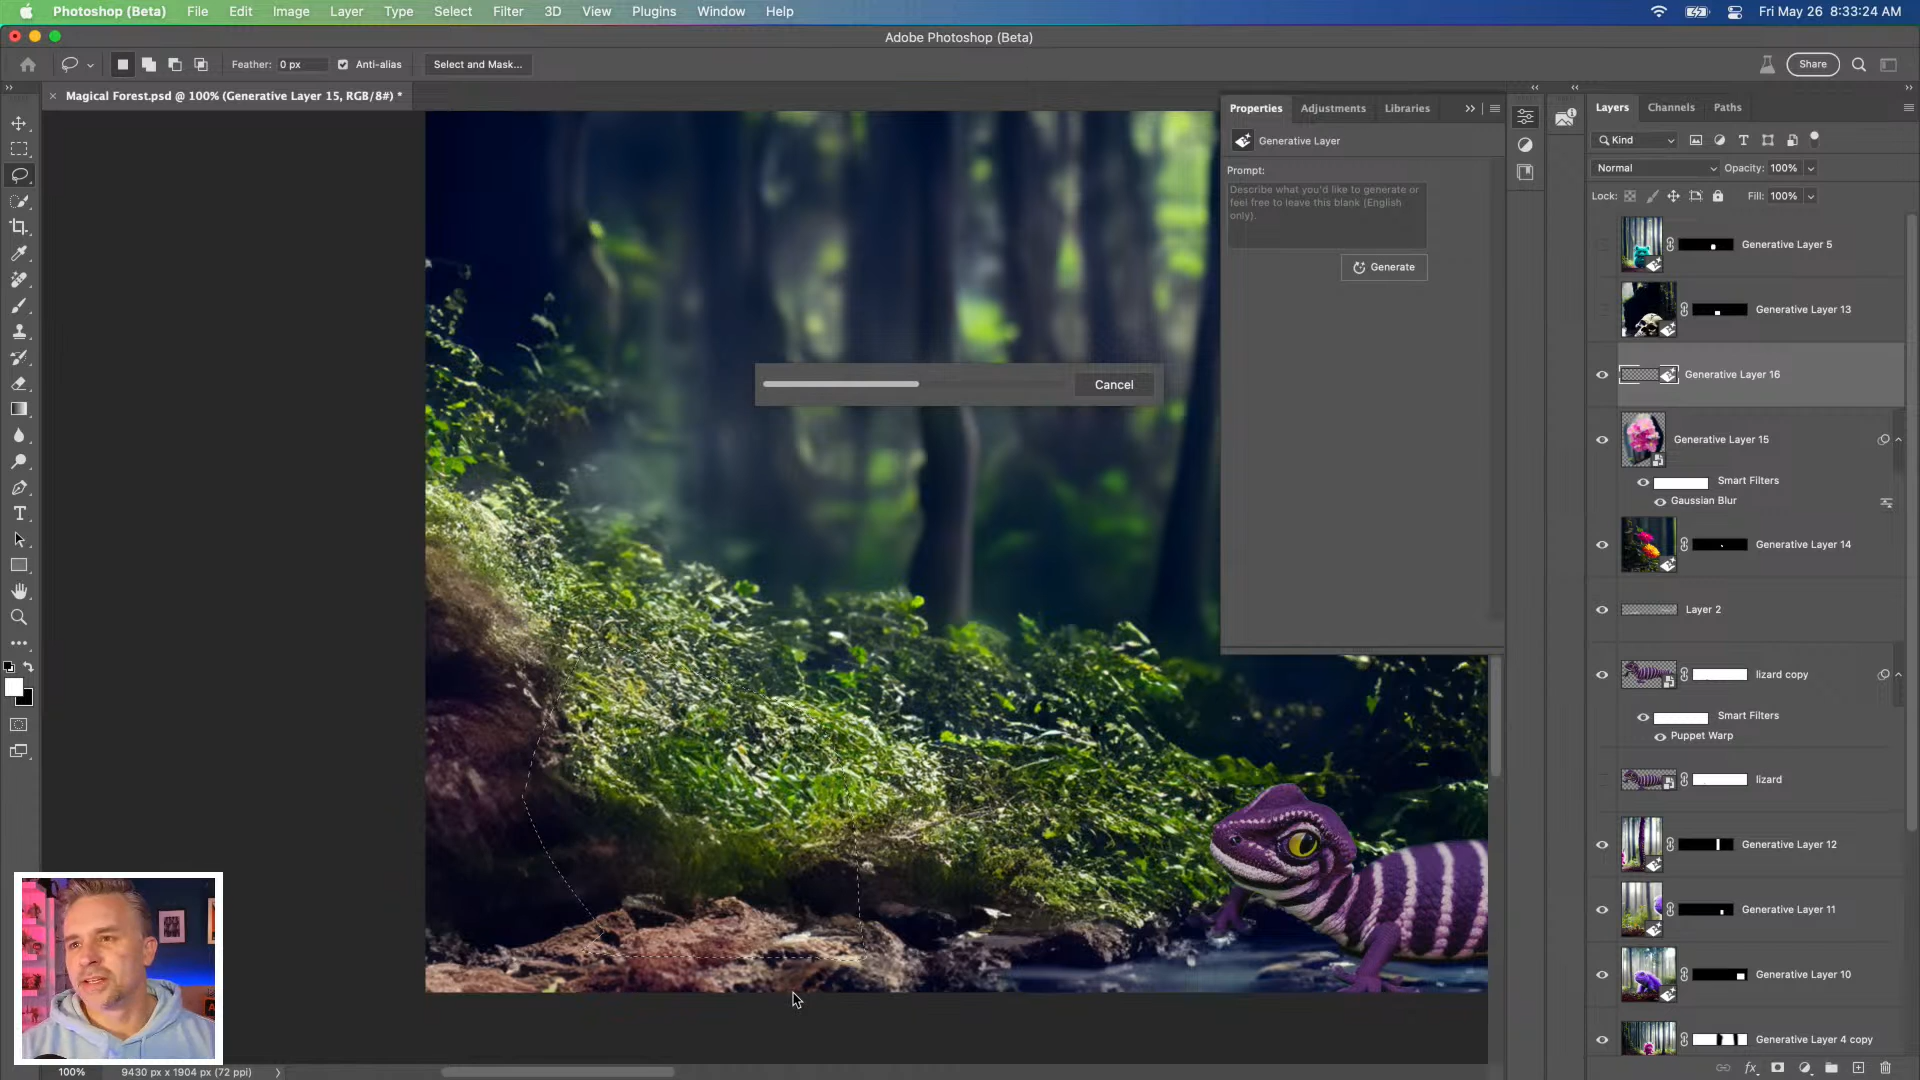 Photoshop (Beta) File Edit Image Layer Type Select Filter 3D View Plugins Window Help Fri May 26 8:33:24 AM
Adobe Photoshop (Beta)
Feather: 0 px Anti-alias Select and Mask... Share
Magical Forest.psd @ 100% (Generative Layer 15, RGB/8#) *
Properties Adjustments Libraries
Generative Layer
Prompt:
Describe what you'd like to generate or
feel free to leave this blank (English
only).
Generate
Cancel
Layers Channels Paths
Kind
Normal Opacity: 100%
Lock: Fill: 100%
Generative Layer 5
Generative Layer 13
Generative Layer 16
Generative Layer 15
Smart Filters
Gaussian Blur
Generative Layer 14
Layer 2
lizard copy
Smart Filters
Puppet Warp
lizard
Generative Layer 12
Generative Layer 11
Generative Layer 10
Generative Layer 4 copy
100% 9430 px x 1904 px (72 ppi)